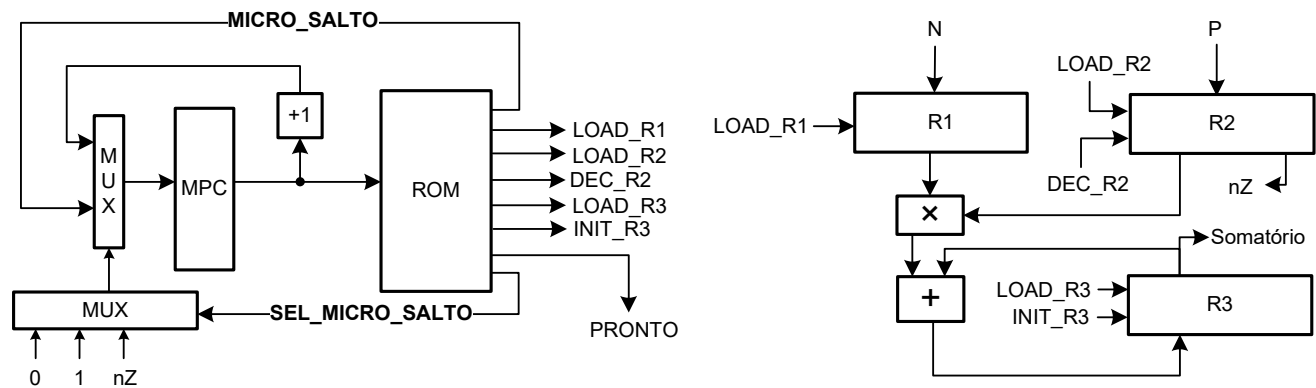 MICRO_SALTO
+1
MUX
MPC
ROM
LOAD_R1
LOAD_R2
DEC_R2
LOAD_R3
INIT_R3
PRONTO
MUX
SEL_MICRO_SALTO
0 1 nZ
N
P
LOAD_R2
LOAD_R1
R1
R2
DEC_R2
nZ
×
Somatório
+
LOAD_R3
INIT_R3
R3